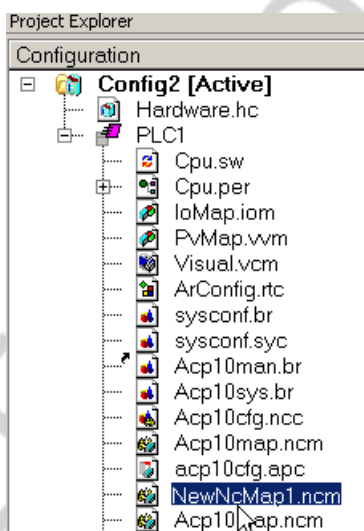 Project Explorer
Configuration
Config2 [Active]
Hardware.hc
PLC1
Cpu.sw
Cpu.per
IoMap.iom
PvMap.vvm
Visual.vcm
ArConfig.rtc
sysconf.br
sysconf.syc
Acp10man.br
Acp10sys.br
Acp10cfg.ncc
Acp10map.ncm
acp10cfg.apc
NewNcMap1.ncm